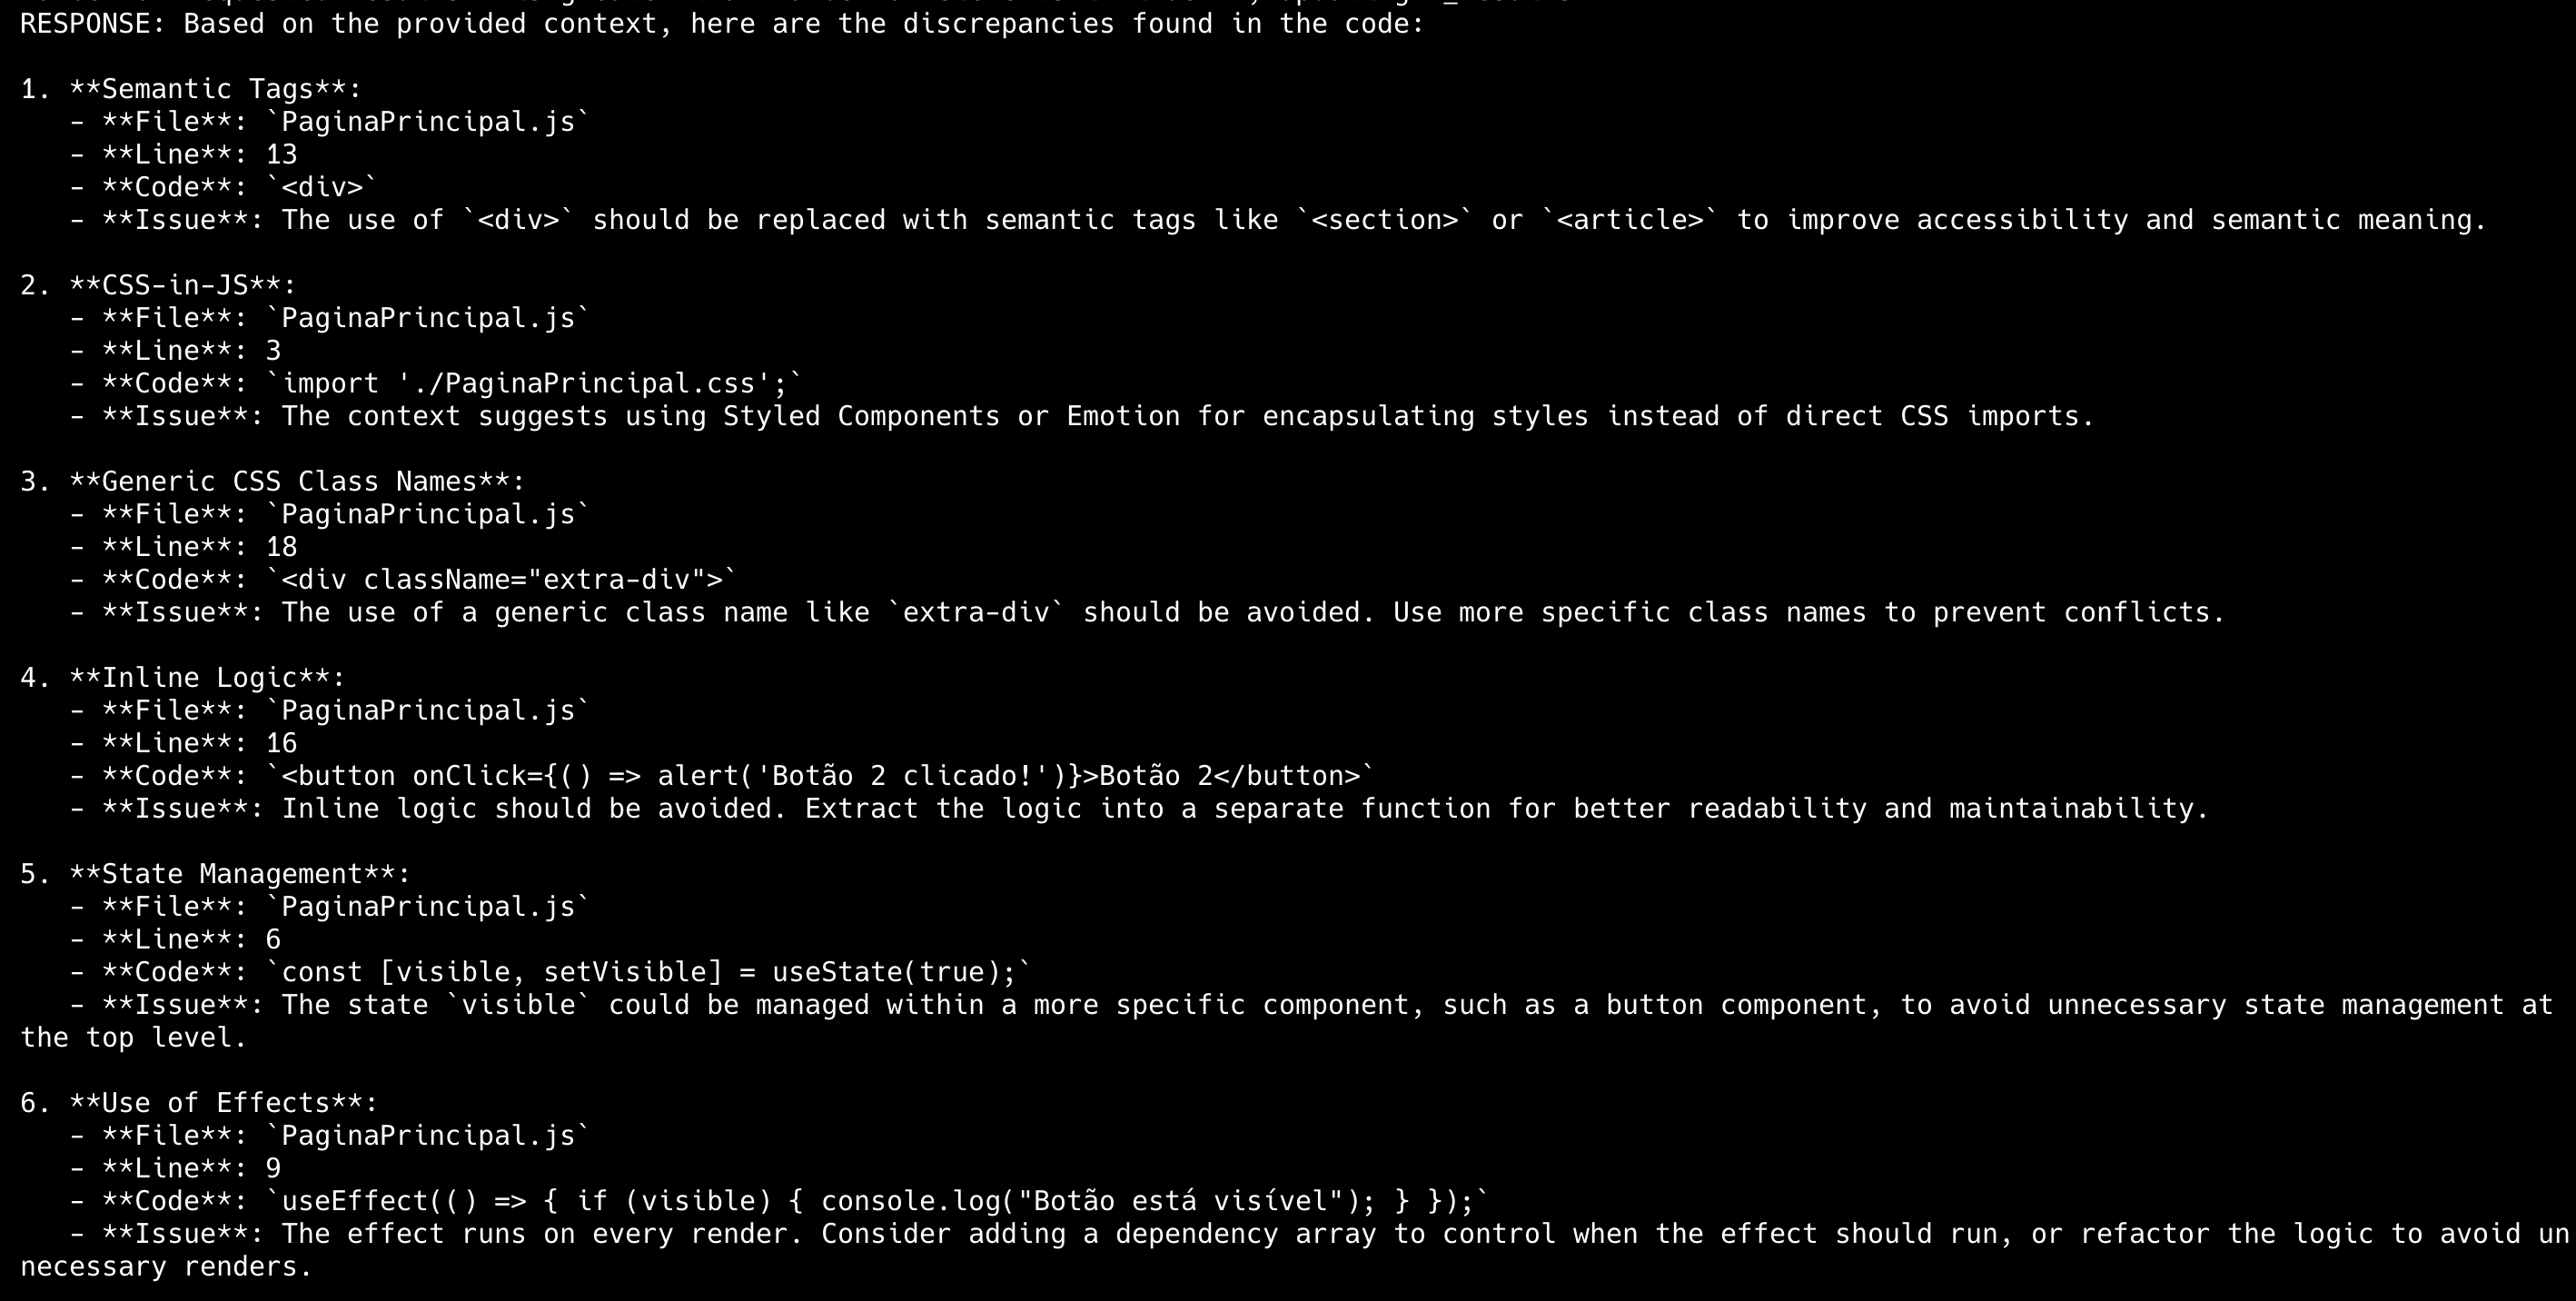 RESPONSE: Based on the provided context, here are the discrepancies found in the code:
1. **Semantic Tags**:
- **File**: `PaginaPrincipal.js`
- **Line**: 13
- **Code**: `<div>`
- **Issue**: The use of `<div>` should be replaced with semantic tags like `<section>` or `<article>` to improve accessibility and semantic meaning.
2. **CSS-in-JS**:
- **File**: `PaginaPrincipal.js`
- **Line**: 3
- **Code**: `import './PaginaPrincipal.css';`
- **Issue**: The context suggests using Styled Components or Emotion for encapsulating styles instead of direct CSS imports.
3. **Generic CSS Class Names**:
- **File**: `PaginaPrincipal.js`
- **Line**: 18
- **Code**: `<div className="extra-div">`
- **Issue**: The use of a generic class name like `extra-div` should be avoided. Use more specific class names to prevent conflicts.
4. **Inline Logic**:
- **File**: `PaginaPrincipal.js`
- **Line**: 16
- **Code**: `<button onClick={() => alert('Botão 2 clicado!')}>Botão 2</button>`
- **Issue**: Inline logic should be avoided. Extract the logic into a separate function for better readability and maintainability.
5. **State Management**:
- **File**: `PaginaPrincipal.js`
- **Line**: 6
- **Code**: `const [visible, setVisible] = useState(true);`
- **Issue**: The state `visible` could be managed within a more specific component, such as a button component, to avoid unnecessary state management at
the top level.
6. **Use of Effects**:
- **File**: `PaginaPrincipal.js`
- **Line**: 9
- **Code**: `useEffect(() => { if (visible) { console.log("Botão está visível"); } });`
- **Issue**: The effect runs on every render. Consider adding a dependency array to control when the effect should run, or refactor the logic to avoid un
necessary renders.